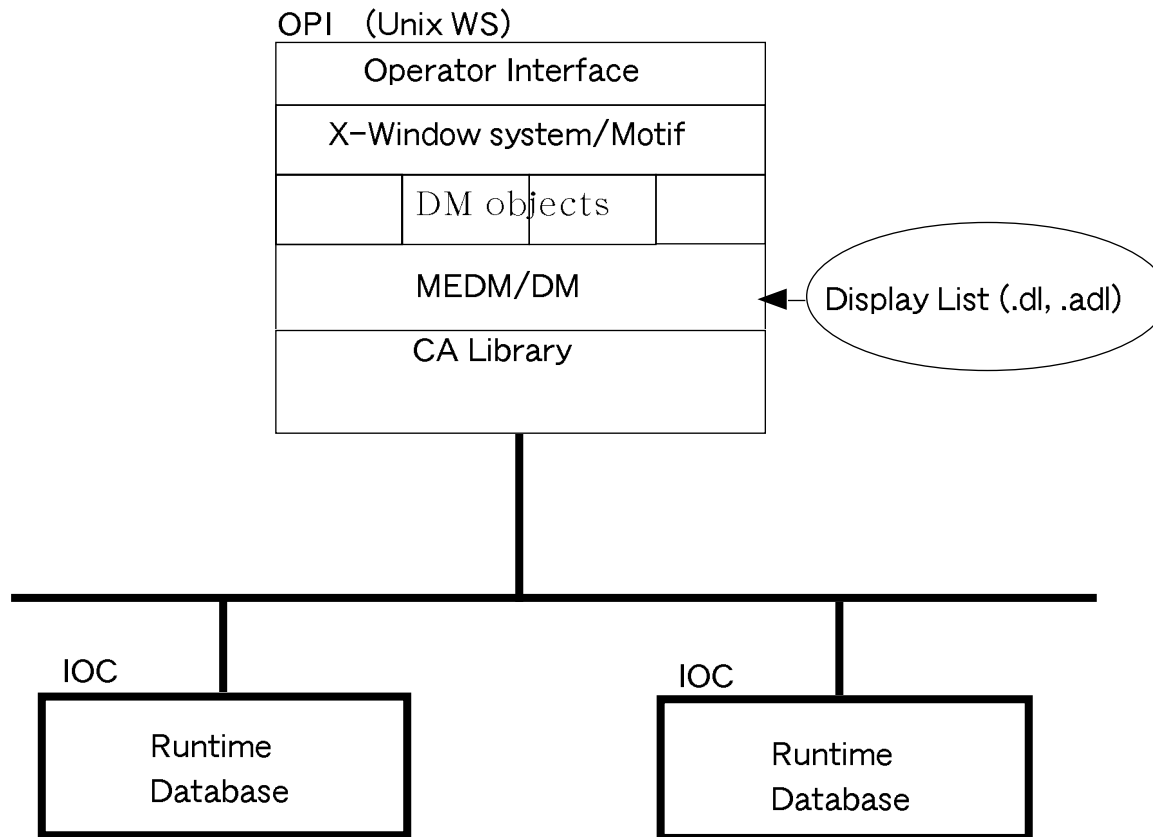 OPI (Unix WS)
Operator Interface
X-Window system/Motif
DM objects
MEDM/DM
Display List (.dl, .adl)
CA Library
IOC
IOC
Runtime
Database
Runtime
Database